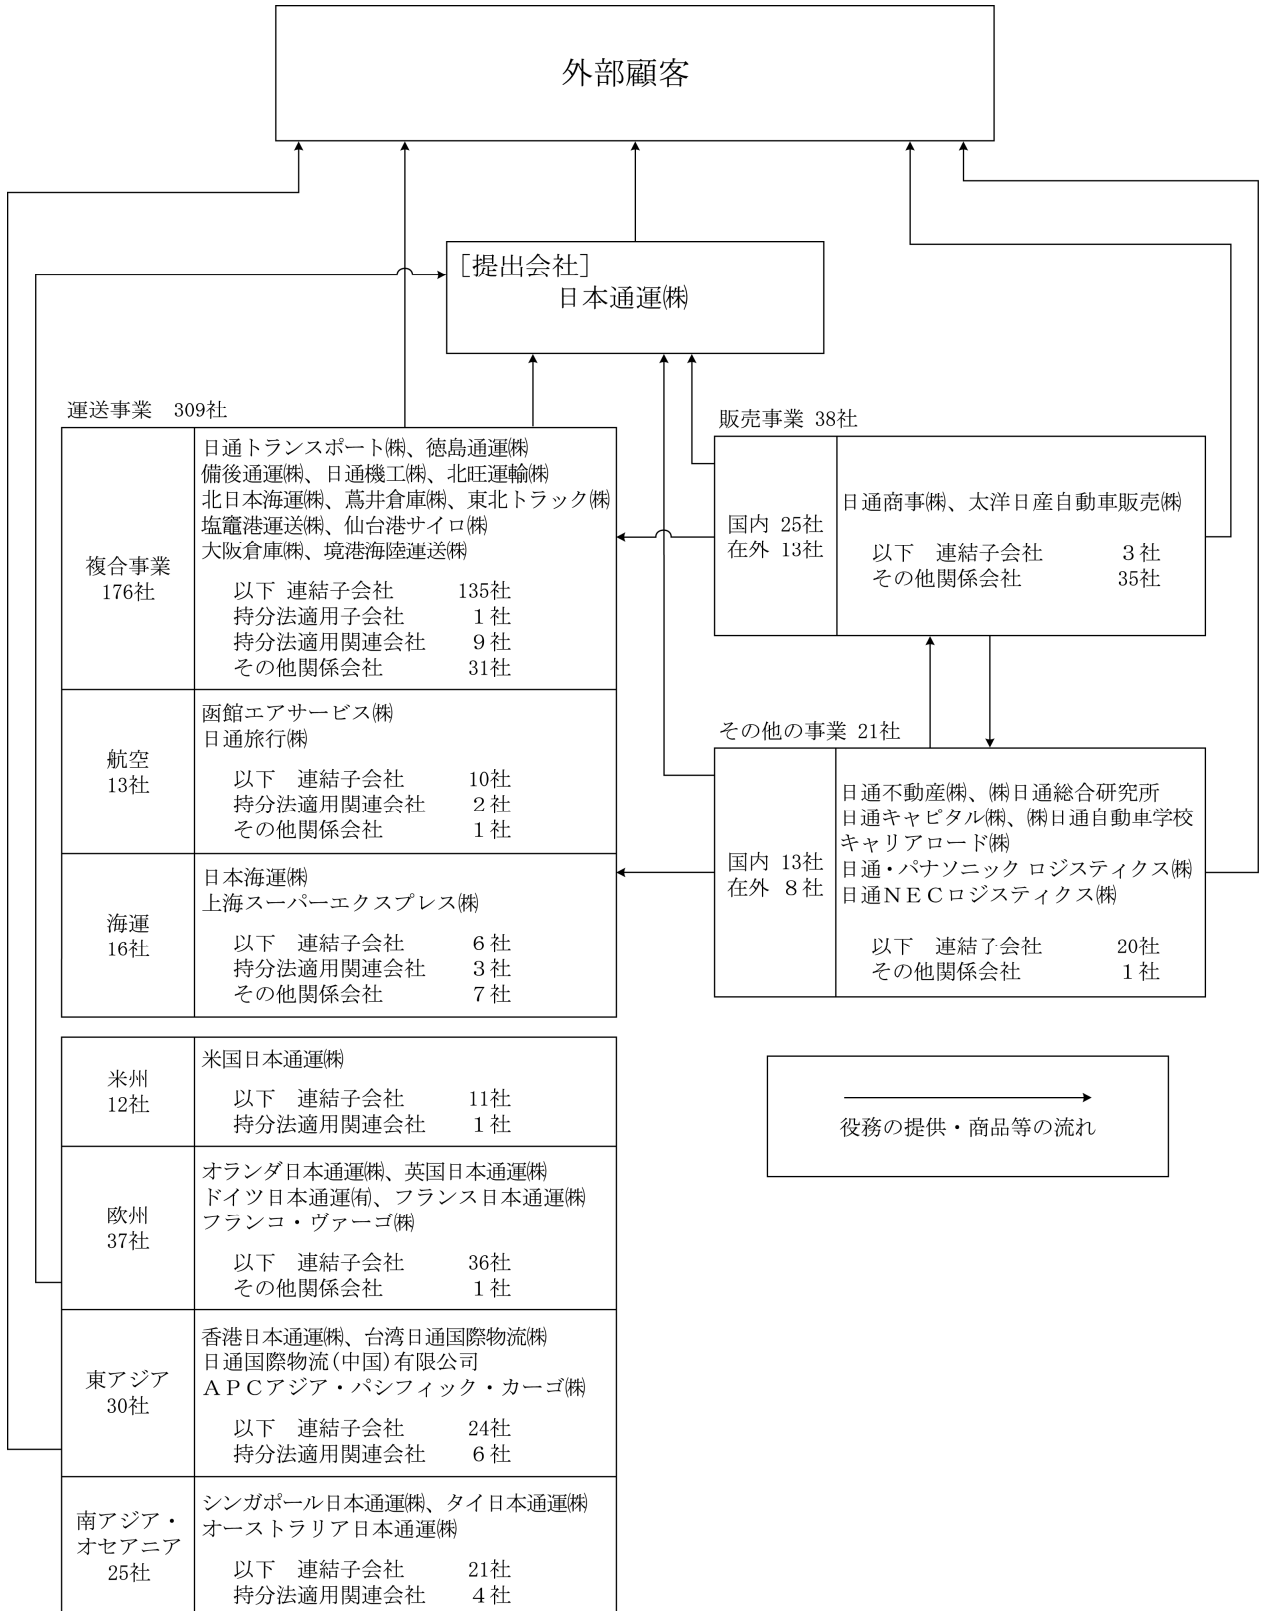 外部顧客
［提出会社］
日本通運㈱
運送事業　309社
複合事業
176社
日通トランスポート㈱、徳島通運㈱
備後通運㈱、日通機工㈱、北旺運輸㈱
北日本海運㈱、蔦井倉庫㈱、東北トラック㈱
塩竈港運送㈱、仙台港サイロ㈱
大阪倉庫㈱、境港海陸運送㈱
以下 連結子会社 135社
持分法適用子会社 １社
持分法適用関連会社 ９社
その他関係会社 31社
航空
13社
函館エアサービス㈱
日通旅行㈱
以下　連結子会社 10社
持分法適用関連会社 ２社
その他関係会社 １社
海運
16社
日本海運㈱
上海スーパーエクスプレス㈱
以下　連結子会社 ６社
持分法適用関連会社 ３社
その他関係会社 ７社
米州
12社
米国日本通運㈱
以下　連結子会社 11社
持分法適用関連会社 １社
欧州
37社
オランダ日本通運㈱、英国日本通運㈱
ドイツ日本通運㈲、フランス日本通運㈱
フランコ・ヴァーゴ㈱
以下　連結子会社 36社
その他関係会社 １社
東アジア
30社
香港日本通運㈱、台湾日通国際物流㈱
日通国際物流(中国)有限公司
ＡＰＣアジア・パシフィック・カーゴ㈱
以下　連結子会社 24社
持分法適用関連会社 ６社
南アジア・
オセアニア
25社
シンガポール日本通運㈱、タイ日本通運㈱
オーストラリア日本通運㈱
以下　連結子会社 21社
持分法適用関連会社 ４社
販売事業 38社
国内 25社
在外 13社
日通商事㈱、太洋日産自動車販売㈱
以下　連結子会社 ３社
その他関係会社 35社
その他の事業 21社
国内 13社
在外 ８社
日通不動産㈱、㈱日通総合研究所
日通キャピタル㈱、㈱日通自動車学校
キャリアロード㈱
日通・パナソニック ロジスティクス㈱
日通ＮＥＣロジスティクス㈱
以下　連結子会社 20社
その他関係会社 １社
役務の提供・商品等の流れ